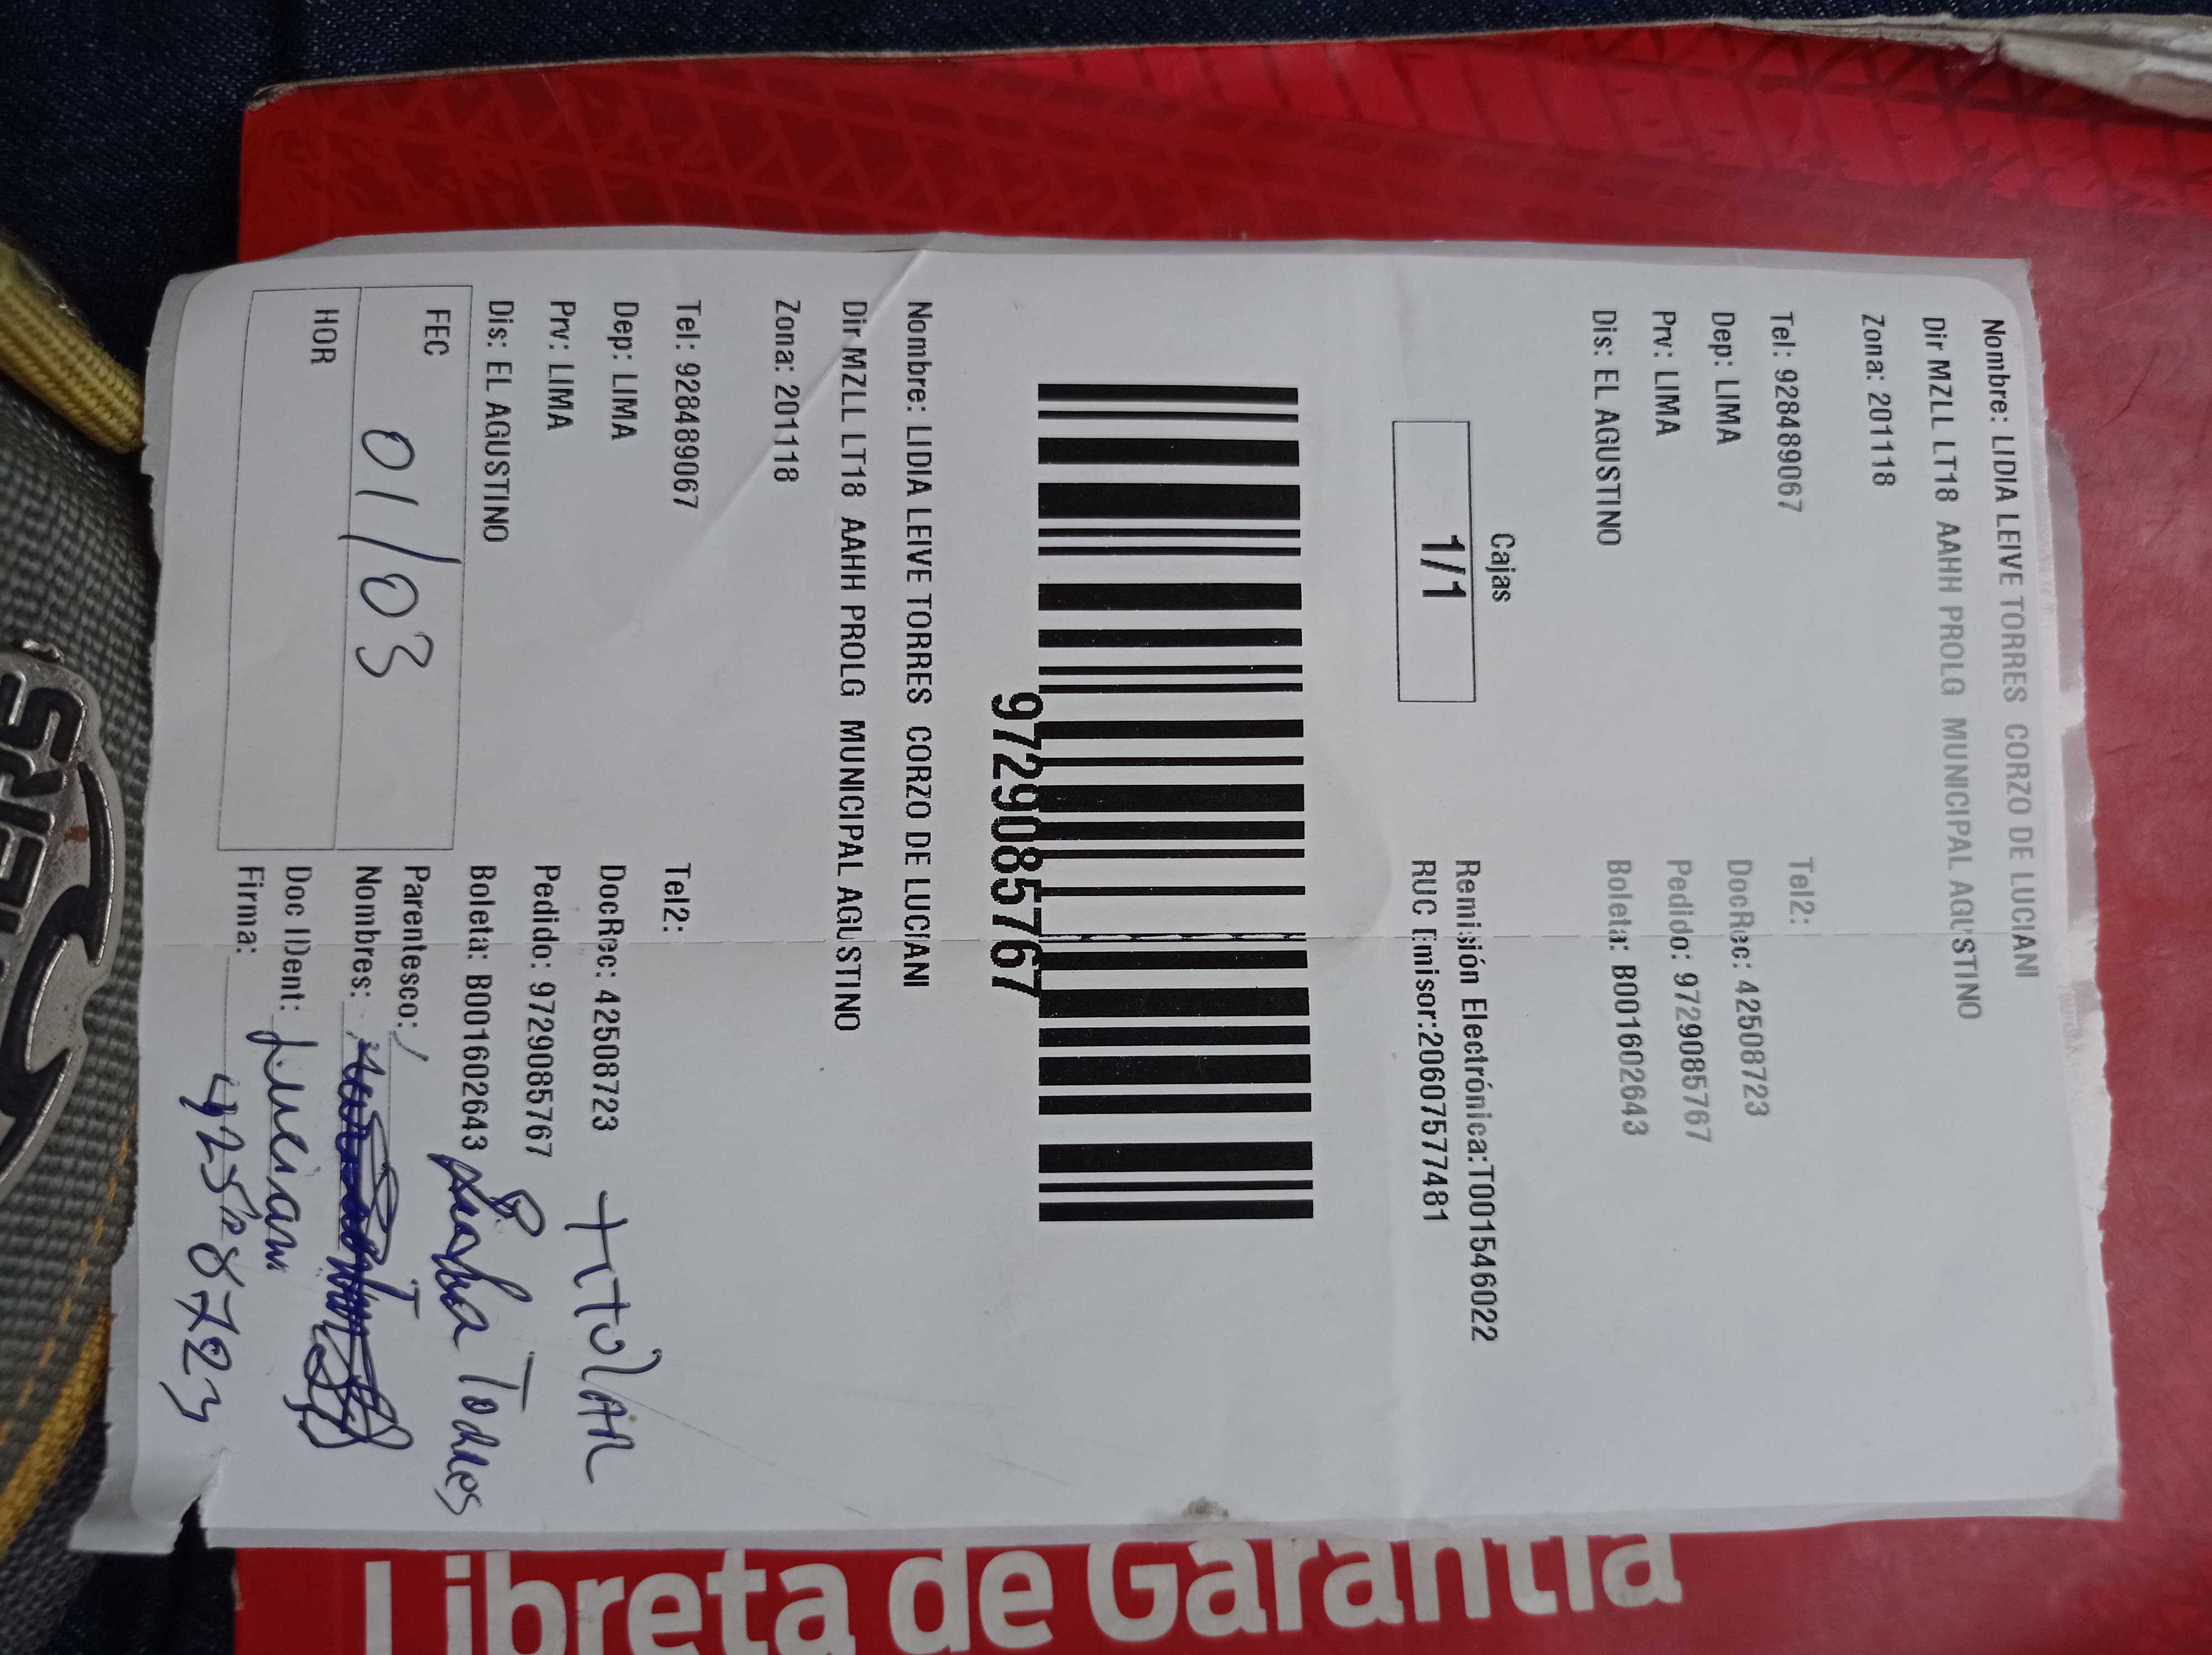 Nombre: LIDIA LEIVE TORRES CORZO DE LUCIANI
Dir MZLL LT18 AAHH PROLG MUNICIPAL AGUSTINO
Zona: 201118
Tel: 928489067 Tel2:
Dep: LIMA DocRec: 42508723
Prv: LIMA Pedido: 9729085767
Dis: EL AGUSTINO Boleta: B001602643
Cajas
1/1
Remisión Electrónica:T001546022
RUC Emisor:20607577481
9729085767
Nombre: LIDIA LEIVE TORRES CORZO DE LUCIANI
Dir MZLL LT18 AAHH PROLG MUNICIPAL AGUSTINO
Zona: 201118
Tel: 928489067 Tel2:
Dep: LIMA DocRec: 42508723
Prv: LIMA Pedido: 9729085767
Dis: EL AGUSTINO Boleta: B001602643
titolar
FEC 01/03
HOR
Parentesco:
Torres
Nombres:
Doc IDent: Luciani
Firma:
42508723
Libreta de Garantía